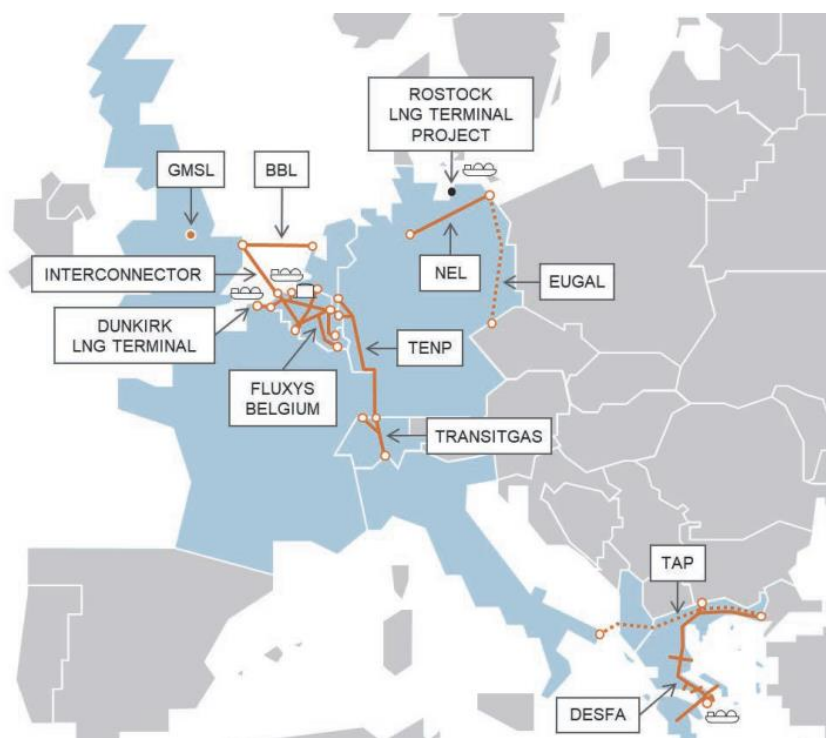 ROSTOCK
LNG TERMINAL
PROJECT
GMSL
BBL
INTERCONNECTOR
NEL
EUGAL
DUNKIRK
LNG TERMINAL
TENP
FLUXYS
BELGIUM
TRANSITGAS
TAP
DESFA